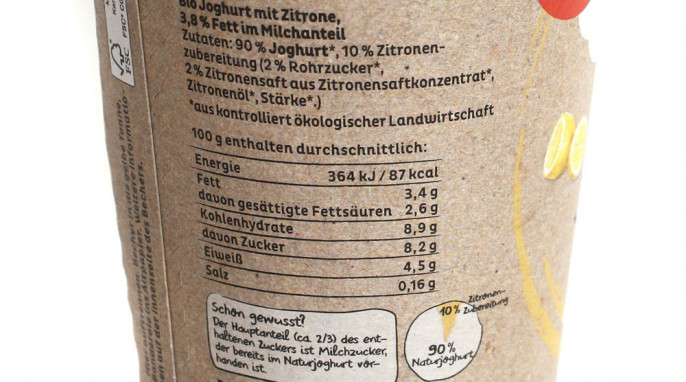 Bio Joghurt mit Zitrone,
3,8% Fett im Milchanteil
Zutaten: 90% Joghurt*, 10% Zitronen-
zubereitung (2% Rohrzucker*,
2% Zitronensaft aus Zitronensaftkonzentrat*,
Zitronenöl*, Stärke*.)
*aus kontrolliert ökologischer Landwirtschaft
100 g enthalten durchschnittlich:
Energie 364 kJ / 87 kcal
Fett 3,4 g
davon gesättigte Fettsäuren 2,6 g
Kohlenhydrate 8,9 g
davon Zucker 8,2 g
Eiweiß 4,5 g
Salz 0,16 g
Schon gewusst?
Der Hauptanteil (ca. 2/3) des ent-
haltenen Zuckers ist Milchzucker,
der bereits im Naturjoghurt vor-
handen ist.
10% Zitronen-
zubereitung
90%
Naturjoghurt
FSC